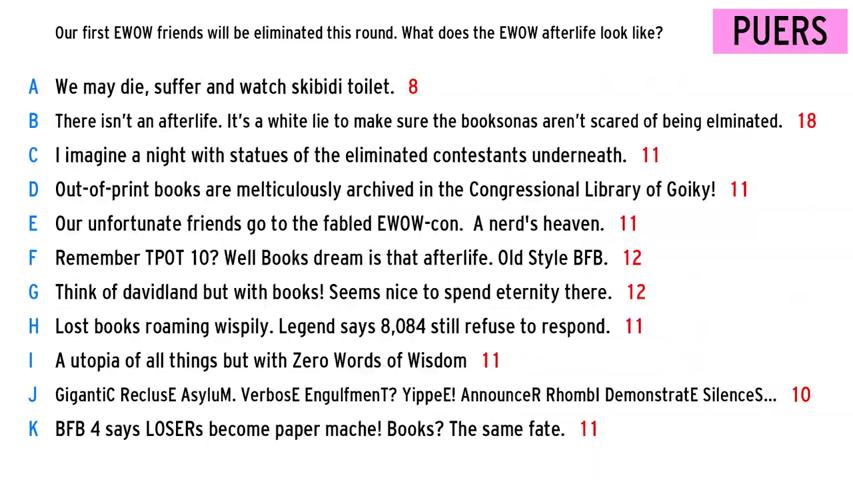 Our first EWOW friends will be eliminated this round. What does the EWOW afterlife look like?
PUERS
A We may die, suffer and watch skibidi toilet. 8
B There isn't an afterlife. It's a white lie to make sure the booksonas aren't scared of being elminated. 18
C I imagine a night with statues of the eliminated contestants underneath. 11
D Out-of-print books are melticulously archived in the Congressional Library of Goiky! 11
E Our unfortunate friends go to the fabled EWOW-con. A nerd's heaven. 11
F Remember TPOT 10? Well Books dream is that afterlife. Old Style BFB. 12
G Think of davidland but with books! Seems nice to spend eternity there. 12
H Lost books roaming wispily. Legend says 8,084 still refuse to respond. 11
I A utopia of all things but with Zero Words of Wisdom 11
J GigantiC ReclusE AsyluM. VerbosE EngulfmenT? YippeE! AnnounceR RhombI DemonstratE SilenceS... 10
K BFB 4 says LOSERs become paper mache! Books? The same fate. 11